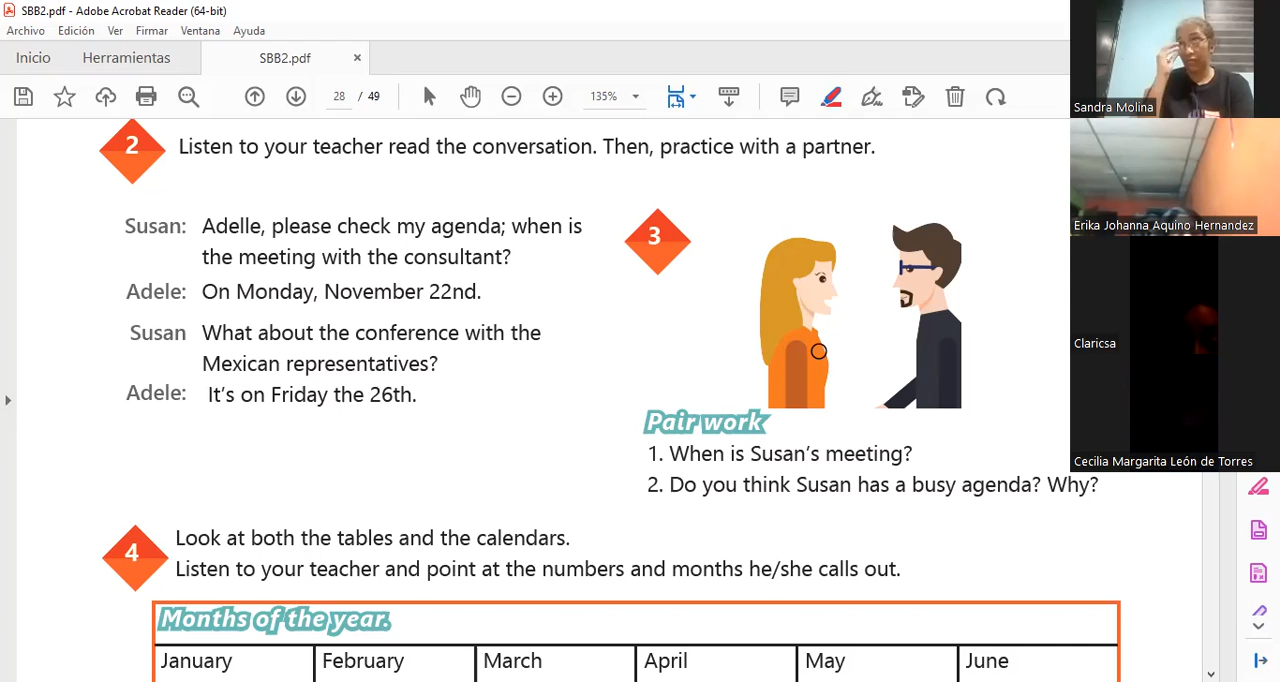 SBB2.pdf - Adobe Acrobat Reader (64-bit)
Archivo Edición Ver Firmar Ventana Ayuda
Inicio Herramientas SBB2.pdf ×
28 / 49 135%
2 Listen to your teacher read the conversation. Then, practice with a partner.
Susan: Adelle, please check my agenda; when is
the meeting with the consultant?
Adele: On Monday, November 22nd.
Susan What about the conference with the
Mexican representatives?
Adele: It's on Friday the 26th.
3
Pair work
1. When is Susan's meeting?
2. Do you think Susan has a busy agenda? Why?
4 Look at both the tables and the calendars.
Listen to your teacher and point at the numbers and months he/she calls out.
Months of the year.
January February March April May June
Sandra Molina
Erika Johanna Aquino Hernandez
Claricsa
Cecilia Margarita León de Torres